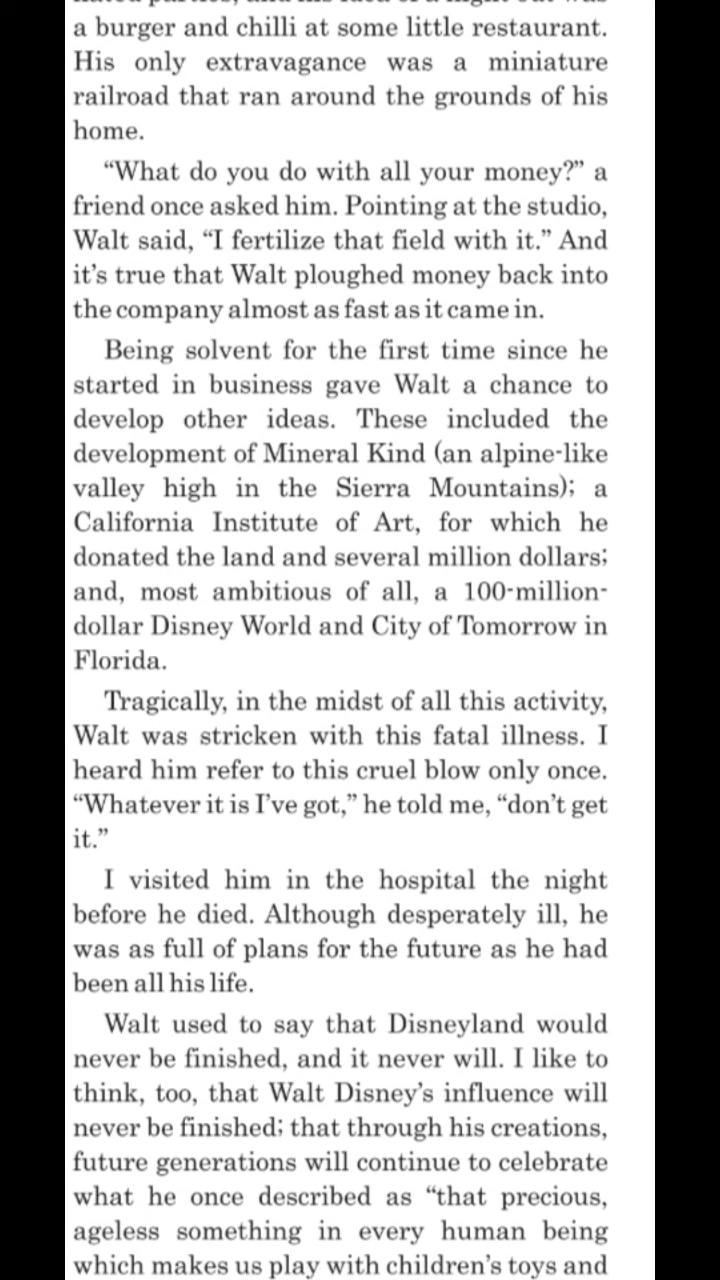 a burger and chilli at some little restaurant.
His only extravagance was a miniature
railroad that ran around the grounds of his
home.
“What do you do with all your money?” a
friend once asked him. Pointing at the studio,
Walt said, “I fertilize that field with it.” And
it’s true that Walt ploughed money back into
the company almost as fast as it came in.
Being solvent for the first time since he
started in business gave Walt a chance to
develop other ideas. These included the
development of Mineral Kind (an alpine-like
valley high in the Sierra Mountains); a
California Institute of Art, for which he
donated the land and several million dollars;
and, most ambitious of all, a 100-million-
dollar Disney World and City of Tomorrow in
Florida.
Tragically, in the midst of all this activity,
Walt was stricken with this fatal illness. I
heard him refer to this cruel blow only once.
“Whatever it is I’ve got,” he told me, “don’t get
it.”
I visited him in the hospital the night
before he died. Although desperately ill, he
was as full of plans for the future as he had
been all his life.
Walt used to say that Disneyland would
never be finished, and it never will. I like to
think, too, that Walt Disney’s influence will
never be finished; that through his creations,
future generations will continue to celebrate
what he once described as “that precious,
ageless something in every human being
which makes us play with children’s toys and